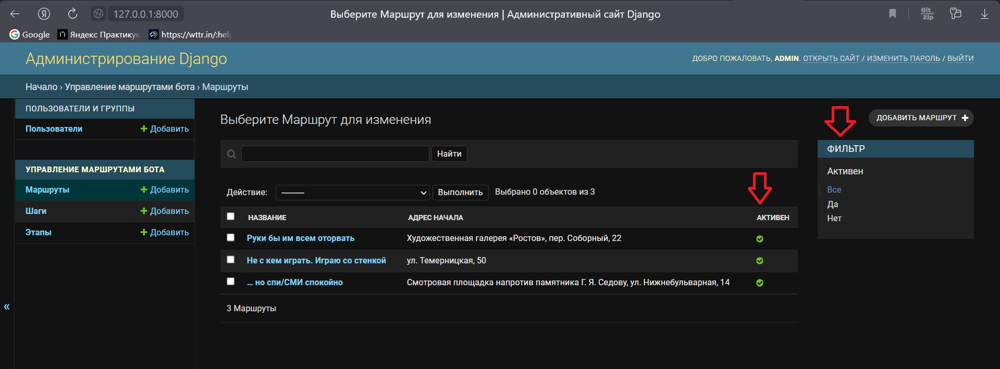 127.0.0.1:8000
Выберите Маршрут для изменения | Административный сайт Django
Git Zip
Google
Яндекс Практикум
https://wttr.in/:hel
Администрирование Django
ДОБРО ПОЖАЛОВАТЬ, ADMIN. ОТКРЫТЬ САЙТ / ИЗМЕНИТЬ ПАРОЛЬ / ВЫЙТИ
Начало › Управление маршрутами бота › Маршруты
ПОЛЬЗОВАТЕЛИ И ГРУППЫ
Пользователи + Добавить
УПРАВЛЕНИЕ МАРШРУТАМИ БОТА
Маршруты + Добавить
Шаги + Добавить
Этапы + Добавить
«
Выберите Маршрут для изменения
ДОБАВИТЬ МАРШРУТ +
Найти
Действие: --------- Выполнить Выбрано 0 объектов из 3
НАЗВАНИЕ АДРЕС НАЧАЛА АКТИВЕН
Руки бы им всем оторвать Художественная галерея «Ростов», пер. Соборный, 22
Не с кем играть. Играю со стенкой ул. Темерницкая, 50
... но спи/СМИ спокойно Смотровая площадка напротив памятника Г. Я. Седову, ул. Нижнебульварная, 14
3 Маршруты
ФИЛЬТР
Активен
Все
Да
Нет